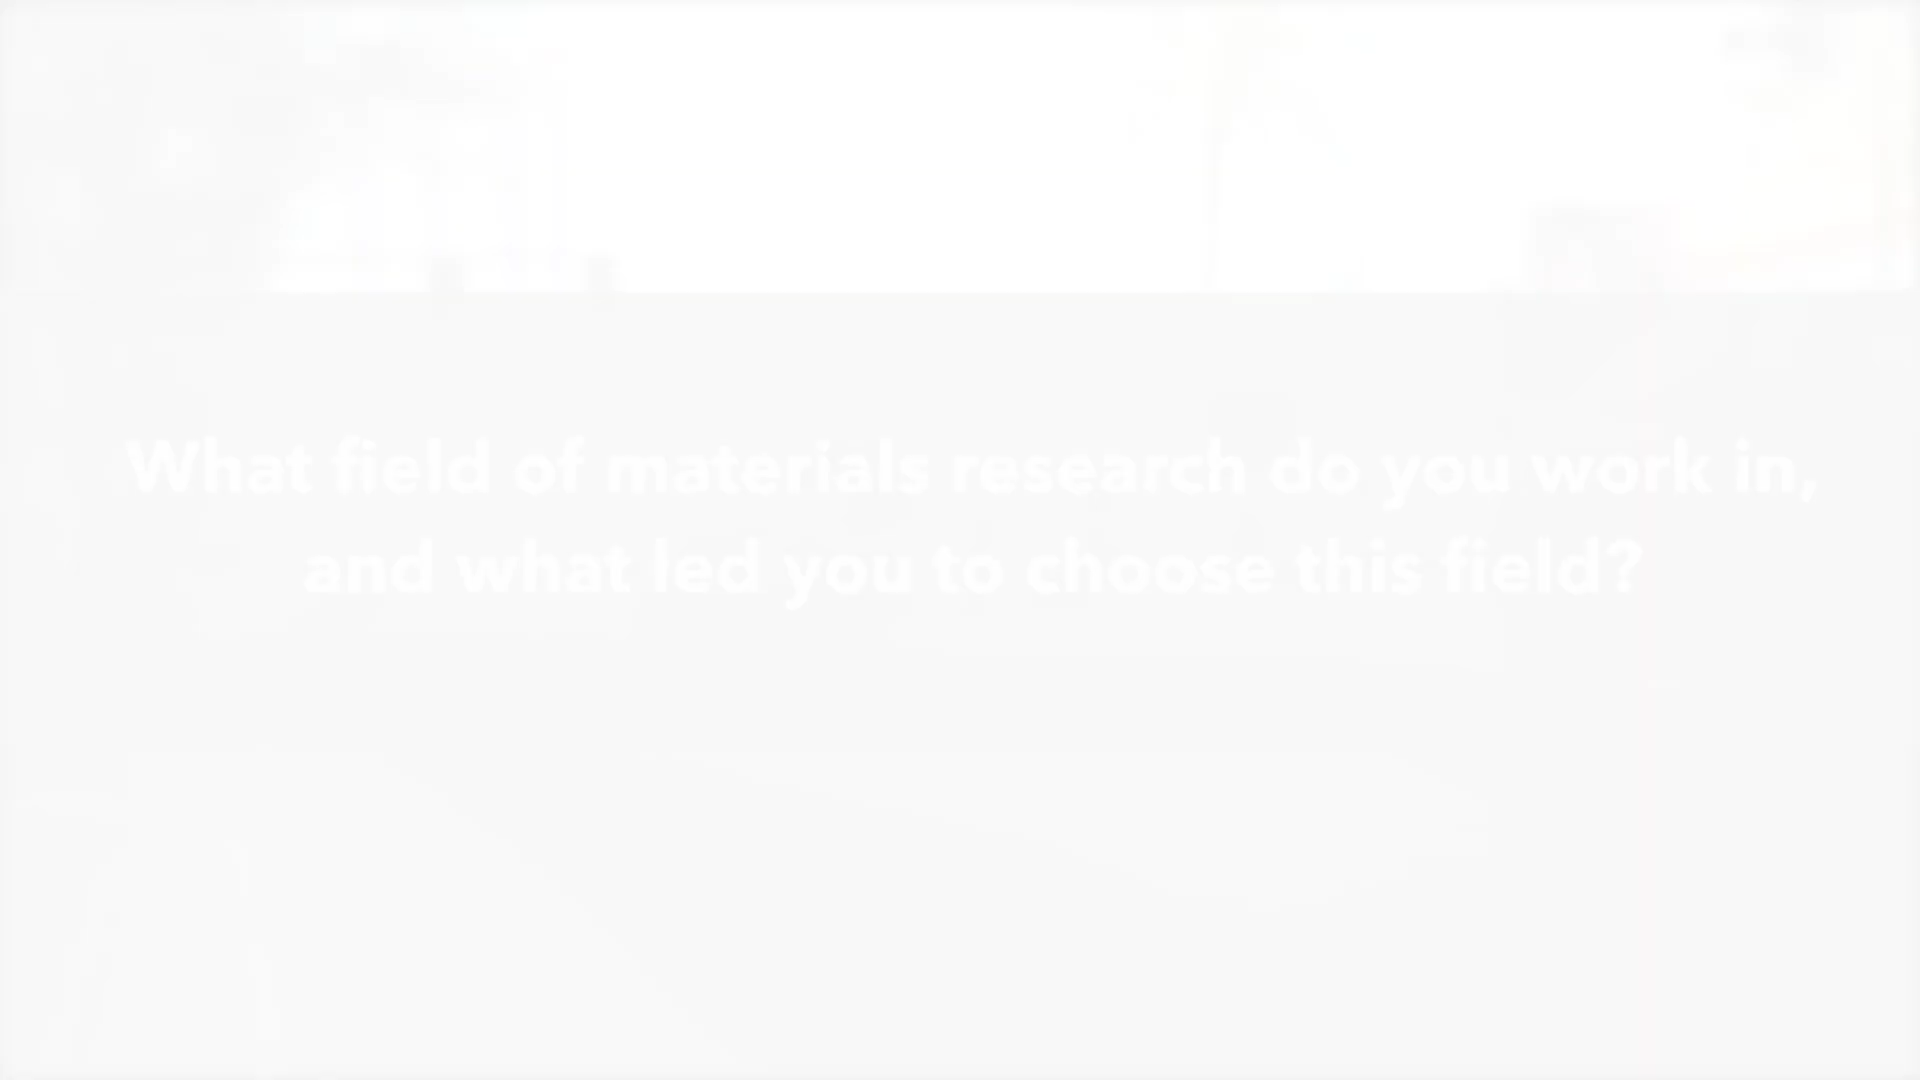 What field of materials research do you work in,
and what led you to choose this field?